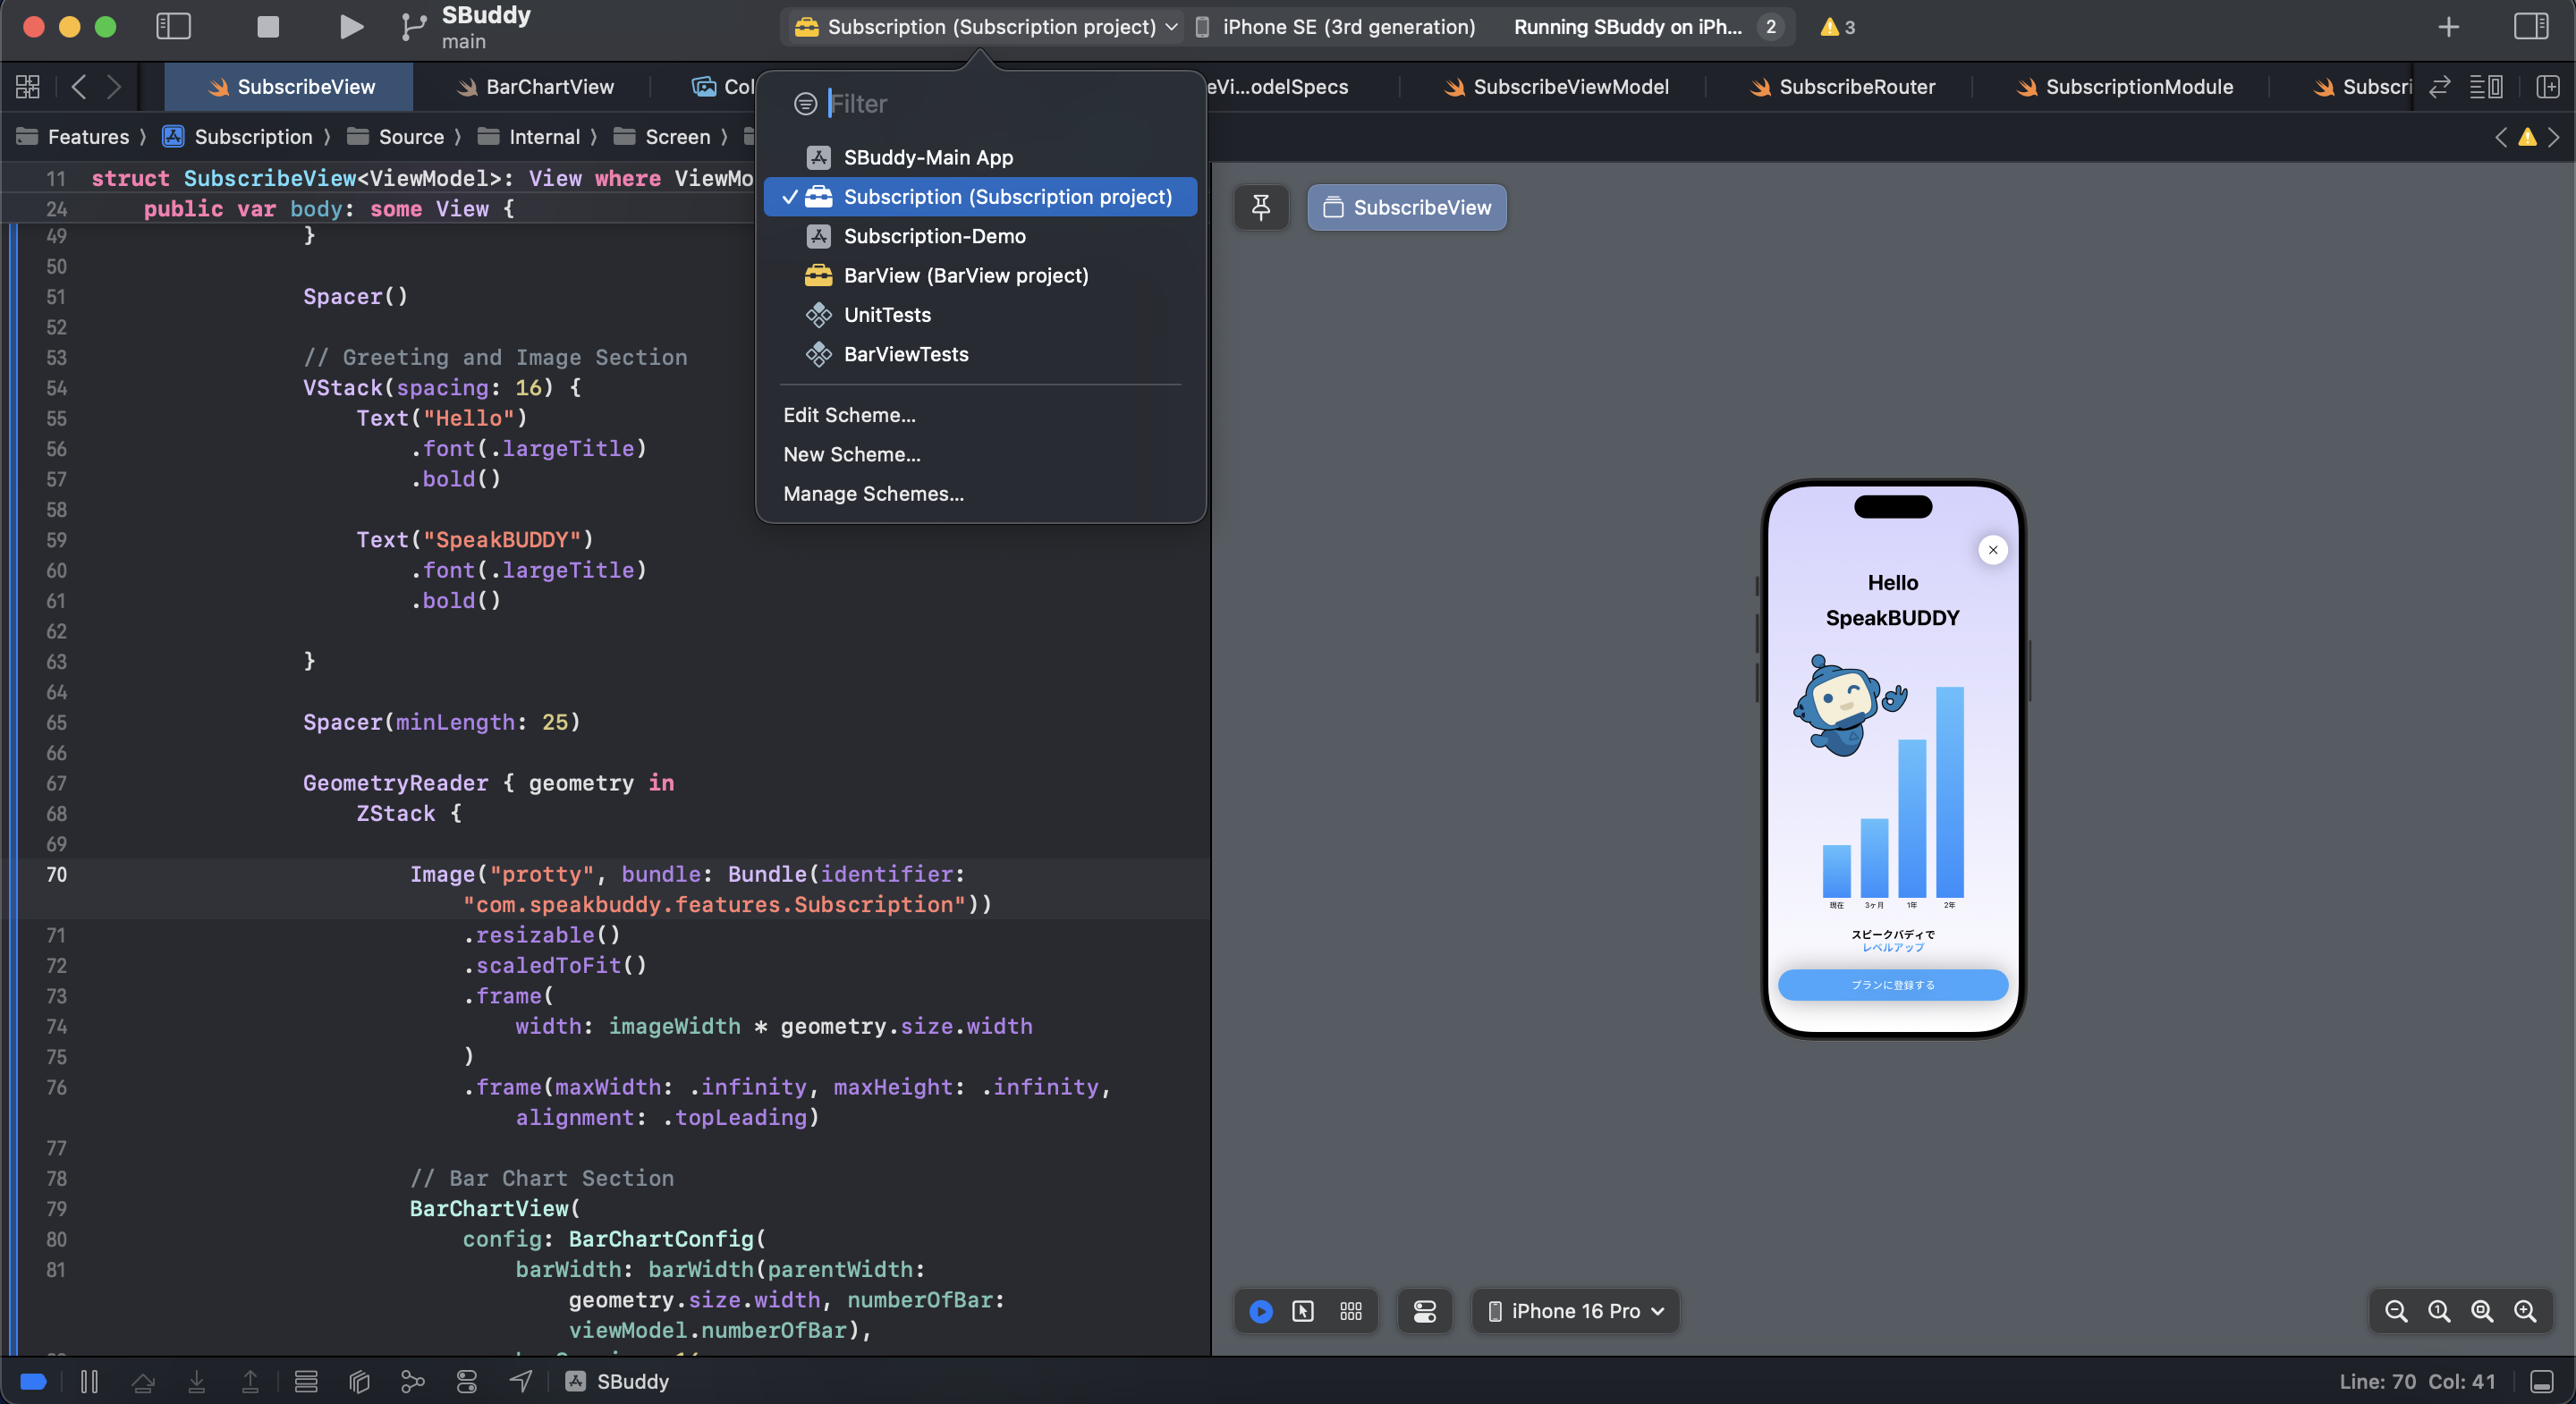 SBuddy
main
Subscription (Subscription project)
iPhone SE (3rd generation)
Running SBuddy on iPh...
2
3
SubscribeView
BarChartView
Col
eVi...odelSpecs
SubscribeViewModel
SubscribeRouter
SubscriptionModule
Subscri
Features 〉 Subscription 〉 Source 〉 Internal 〉 Screen 〉
Filter
SBuddy-Main App
✓ Subscription (Subscription project)
Subscription-Demo
BarView (BarView project)
UnitTests
BarViewTests
Edit Scheme...
New Scheme...
Manage Schemes...
11 struct SubscribeView<ViewModel>: View where ViewMo
24 public var body: some View {
49 }
50
51 Spacer()
52
53 // Greeting and Image Section
54 VStack(spacing: 16) {
55 Text("Hello")
56 .font(.largeTitle)
57 .bold()
58
59 Text("SpeakBUDDY")
60 .font(.largeTitle)
61 .bold()
62
63 }
64
65 Spacer(minLength: 25)
66
67 GeometryReader { geometry in
68 ZStack {
69
70 Image("protty", bundle: Bundle(identifier:
"com.speakbuddy.features.Subscription"))
71 .resizable()
72 .scaledToFit()
73 .frame(
74 width: imageWidth * geometry.size.width
75 )
76 .frame(maxWidth: .infinity, maxHeight: .infinity,
alignment: .topLeading)
77
78 // Bar Chart Section
79 BarChartView(
80 config: BarChartConfig(
81 barWidth: barWidth(parentWidth:
geometry.size.width, numberOfBar:
viewModel.numberOfBar),
SubscribeView
Hello
SpeakBUDDY
現在 3ヶ月 1年 2年
スピークバディで
レベルアップ
プランに登録する
iPhone 16 Pro
SBuddy
Line: 70 Col: 41